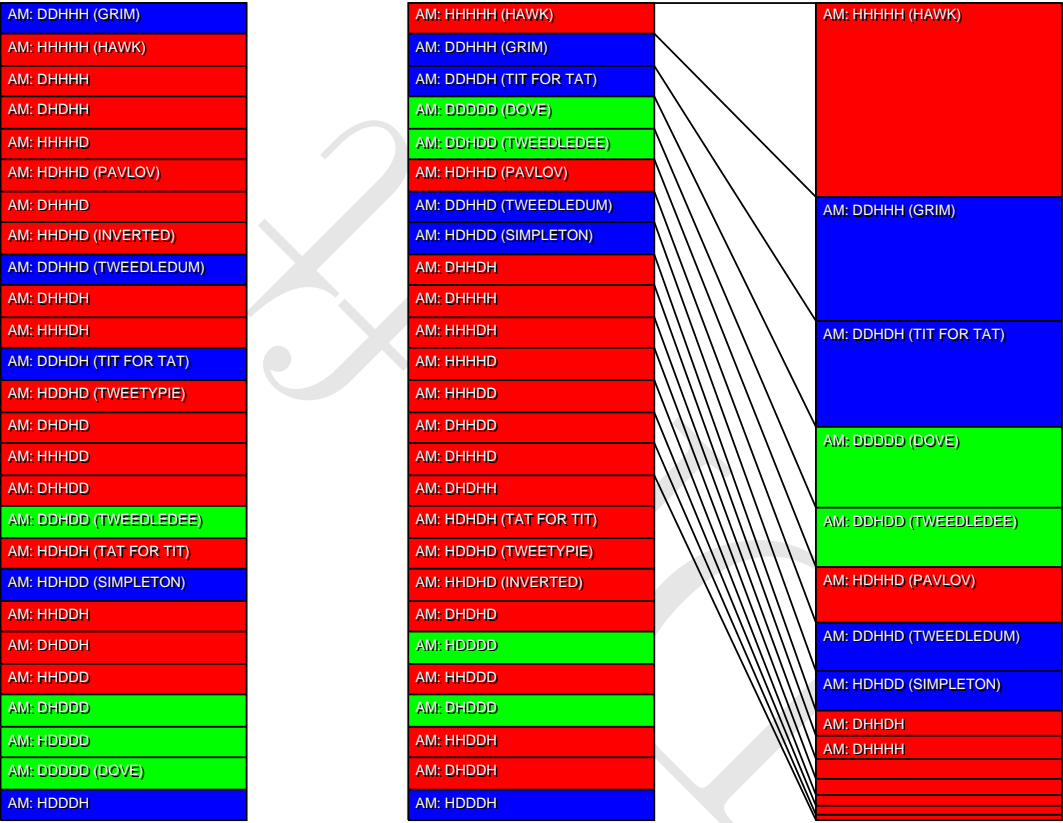 AM: DDHHH (GRIM)
AM: HHHHH (HAWK)
AM: DHHHH
AM: DHDHH
AM: HHHHD
AM: HDHHD (PAVLOV)
AM: DHHHD
AM: HHDHD (INVERTED)
AM: DDHHD (TWEEDLEDUM)
AM: DHHDH
AM: HHHDH
AM: DDHDH (TIT FOR TAT)
AM: HDDHD (TWEETYPIE)
AM: DHDHD
AM: HHHDD
AM: DHHDD
AM: DDHDD (TWEEDLEDEE)
AM: HDHDH (TAT FOR TIT)
AM: HDHDD (SIMPLETON)
AM: HHDDH
AM: DHDDH
AM: HHDDD
AM: DHDDD
AM: HDDDD
AM: DDDDD (DOVE)
AM: HDDDH
AM: HHHHH (HAWK)
AM: DDHHH (GRIM)
AM: DDHDH (TIT FOR TAT)
AM: DDDDD (DOVE)
AM: DDHDD (TWEEDLEDEE)
AM: HDHHD (PAVLOV)
AM: DDHHD (TWEEDLEDUM)
AM: HDHDD (SIMPLETON)
AM: DHHDH
AM: DHHHH
AM: HHHDH
AM: HHHHD
AM: HHHDD
AM: DHHDD
AM: DHHHD
AM: DHDHH
AM: HDHDH (TAT FOR TIT)
AM: HDDHD (TWEETYPIE)
AM: HHDHD (INVERTED)
AM: DHDHD
AM: HDDDD
AM: HHDDD
AM: DHDDD
AM: HHDDH
AM: DHDDH
AM: HDDDH
AM: HHHHH (HAWK)
AM: DDHHH (GRIM)
AM: DDHDH (TIT FOR TAT)
AM: DDDDD (DOVE)
AM: DDHDD (TWEEDLEDEE)
AM: HDHHD (PAVLOV)
AM: DDHHD (TWEEDLEDUM)
AM: HDHDD (SIMPLETON)
AM: DHHDH
AM: DHHHH